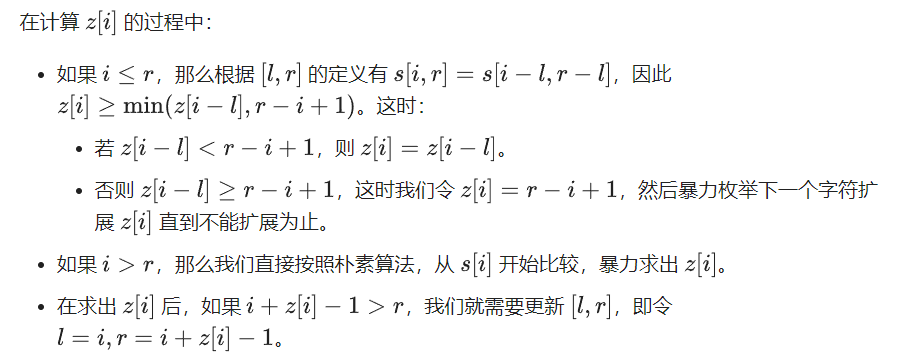 在计算 z[i] 的过程中：
• 如果 i ≤ r，那么根据 [l, r] 的定义有 s[i, r] = s[i − l, r − l]，因此
z[i] ≥ min(z[i − l], r − i + 1)。这时：
• 若 z[i − l] < r − i + 1，则 z[i] = z[i − l]。
• 否则 z[i − l] ≥ r − i + 1，这时我们令 z[i] = r − i + 1，然后暴力枚举下一个字符扩
展 z[i] 直到不能扩展为止。
• 如果 i > r，那么我们直接按照朴素算法，从 s[i] 开始比较，暴力求出 z[i]。
• 在求出 z[i] 后，如果 i + z[i] − 1 > r，我们就需要更新 [l, r]，即令
l = i, r = i + z[i] − 1。